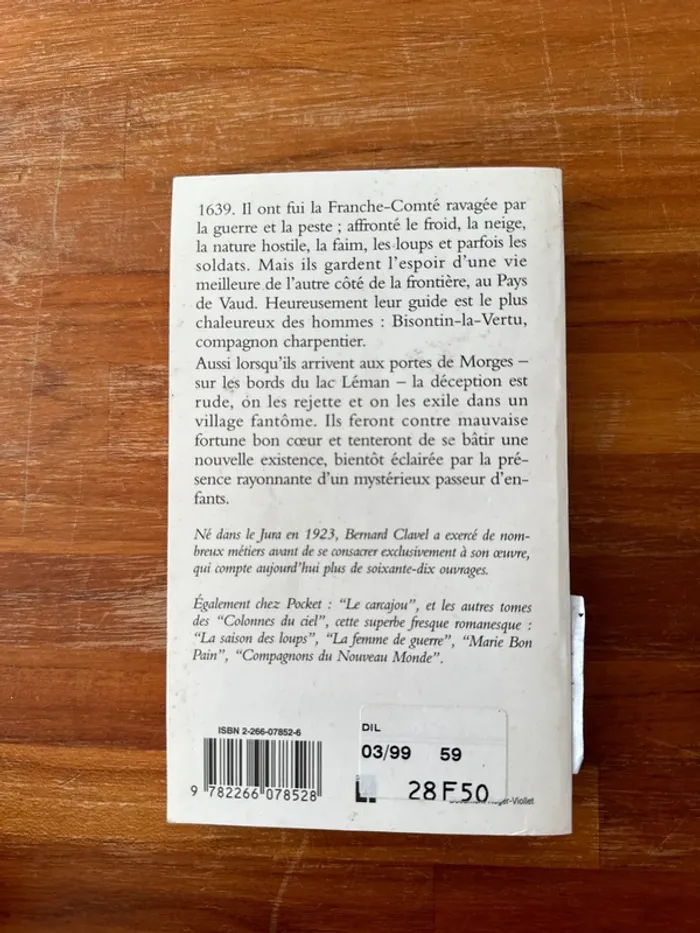 1639. Il ont fui la Franche-Comté ravagée par
la guerre et la peste ; affronté le froid, la neige,
la nature hostile, la faim, les loups et parfois les
soldats. Mais ils gardent l'espoir d'une vie
meilleure de l'autre côté de la frontière, au Pays
de Vaud. Heureusement leur guide est le plus
chaleureux des hommes : Bisontin-la-Vertu,
compagnon charpentier.
Aussi lorsqu'ils arrivent aux portes de Morges –
sur les bords du lac Léman – la déception est
rude, on les rejette et on les exile dans un
village fantôme. Ils feront contre mauvaise
fortune bon cœur et tenteront de se bâtir une
nouvelle existence, bientôt éclairée par la pré-
sence rayonnante d'un mystérieux passeur d'en-
fants.
Né dans le Jura en 1923, Bernard Clavel a exercé de nom-
breux métiers avant de se consacrer exclusivement à son œuvre,
qui compte aujourd'hui plus de soixante-dix ouvrages.
Également chez Pocket : "Le carcajou", et les autres tomes
des "Colonnes du ciel", cette superbe fresque romanesque :
"La saison des loups", "La femme de guerre", "Marie Bon
Pain", "Compagnons du Nouveau Monde".
ISBN 2-266-07852-6
9 782266 078528
DIL
03/99 59
28F50
-Viollet